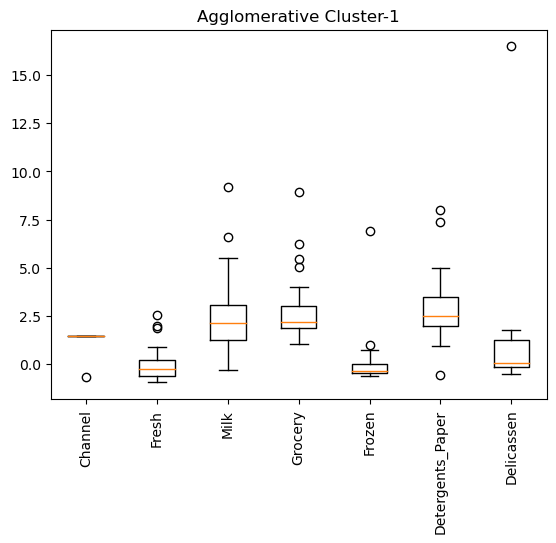 Agglomerative Cluster-1
15.0
12.5
10.0
7.5
5.0
2.5
0.0
Channel
Fresh
Milk
Grocery
Frozen
Detergents_Paper
Delicassen